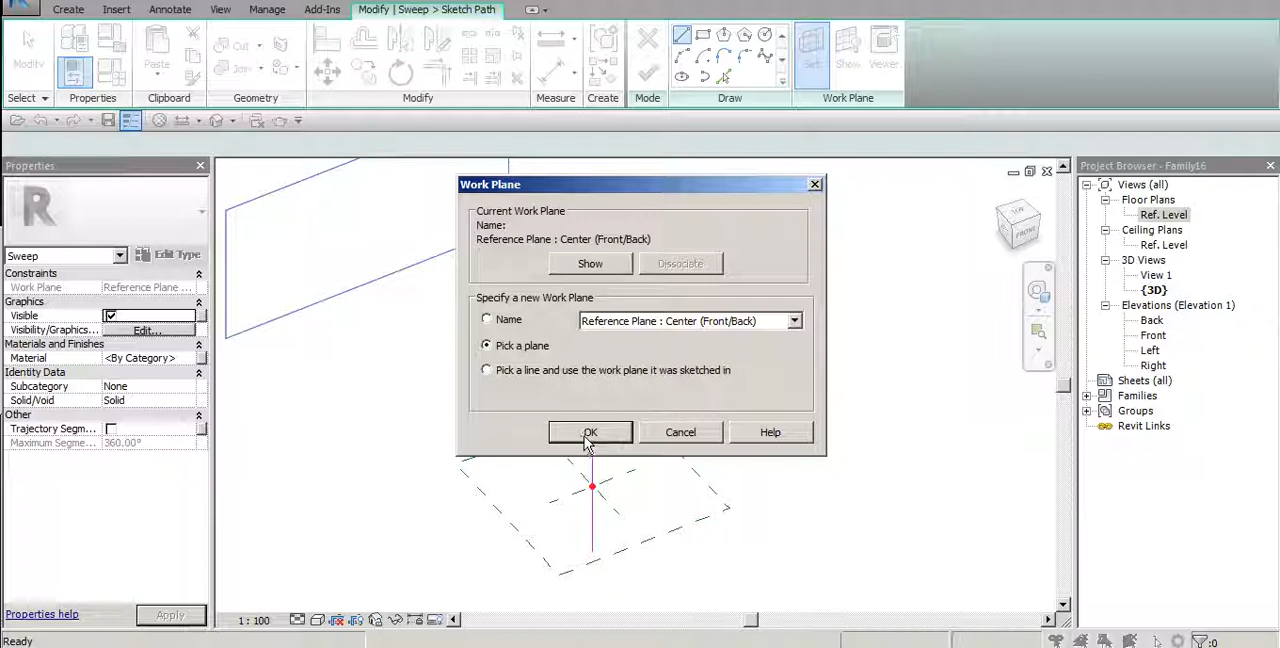 Create Insert Annotate View Manage Add-Ins Modify | Sweep > Sketch Path
Modify Paste Cut Join Set Show Viewer
Select Properties Clipboard Geometry Modify Measure Create Mode Draw Work Plane
Properties
Sweep Edit Type
Constraints
Work Plane Reference Plane ...
Graphics
Visible
Visibility/Graphics... Edit...
Materials and Finishes
Material <By Category>
Identity Data
Subcategory None
Solid/Void Solid
Other
Trajectory Segm...
Maximum Segme... 360.00°
Properties help Apply
Work Plane
Current Work Plane
Name:
Reference Plane : Center (Front/Back)
Show Dissociate
Specify a new Work Plane
Name Reference Plane : Center (Front/Back)
Pick a plane
Pick a line and use the work plane it was sketched in
OK Cancel Help
TOP
FRONT
Project Browser - Family16
Views (all)
Floor Plans
Ref. Level
Ceiling Plans
Ref. Level
3D Views
View 1
{3D}
Elevations (Elevation 1)
Back
Front
Left
Right
Sheets (all)
Families
Groups
Revit Links
1 : 100
Ready
:0